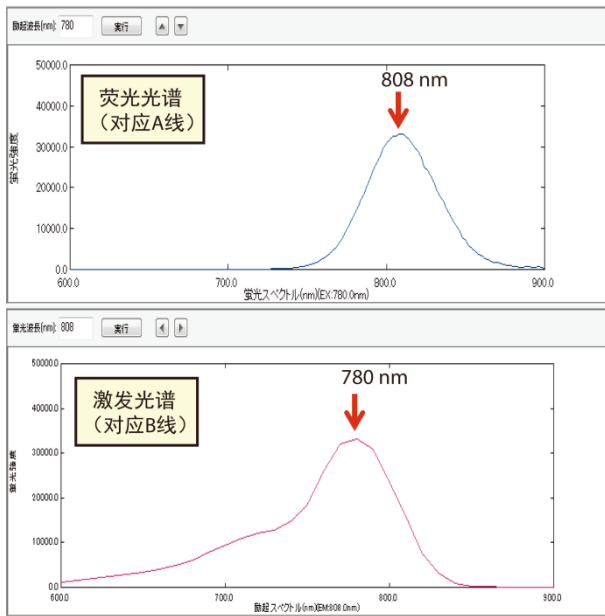 励起波長(nm): 780 実行
50000.0
40000.0
30000.0
20000.0
10000.0
0.0
蛍光強度
荧光光谱
（对应A线）
808 nm
600.0 700.0 800.0 900.0
蛍光スペクトル(nm)(EX:780.0nm)
蛍光波長(nm): 808 実行
50000.0
40000.0
30000.0
20000.0
10000.0
0.0
蛍光強度
激发光谱
（对应B线）
780 nm
600.0 700.0 800.0 900.0
励起スペクトル(nm)(EM:808.0nm)